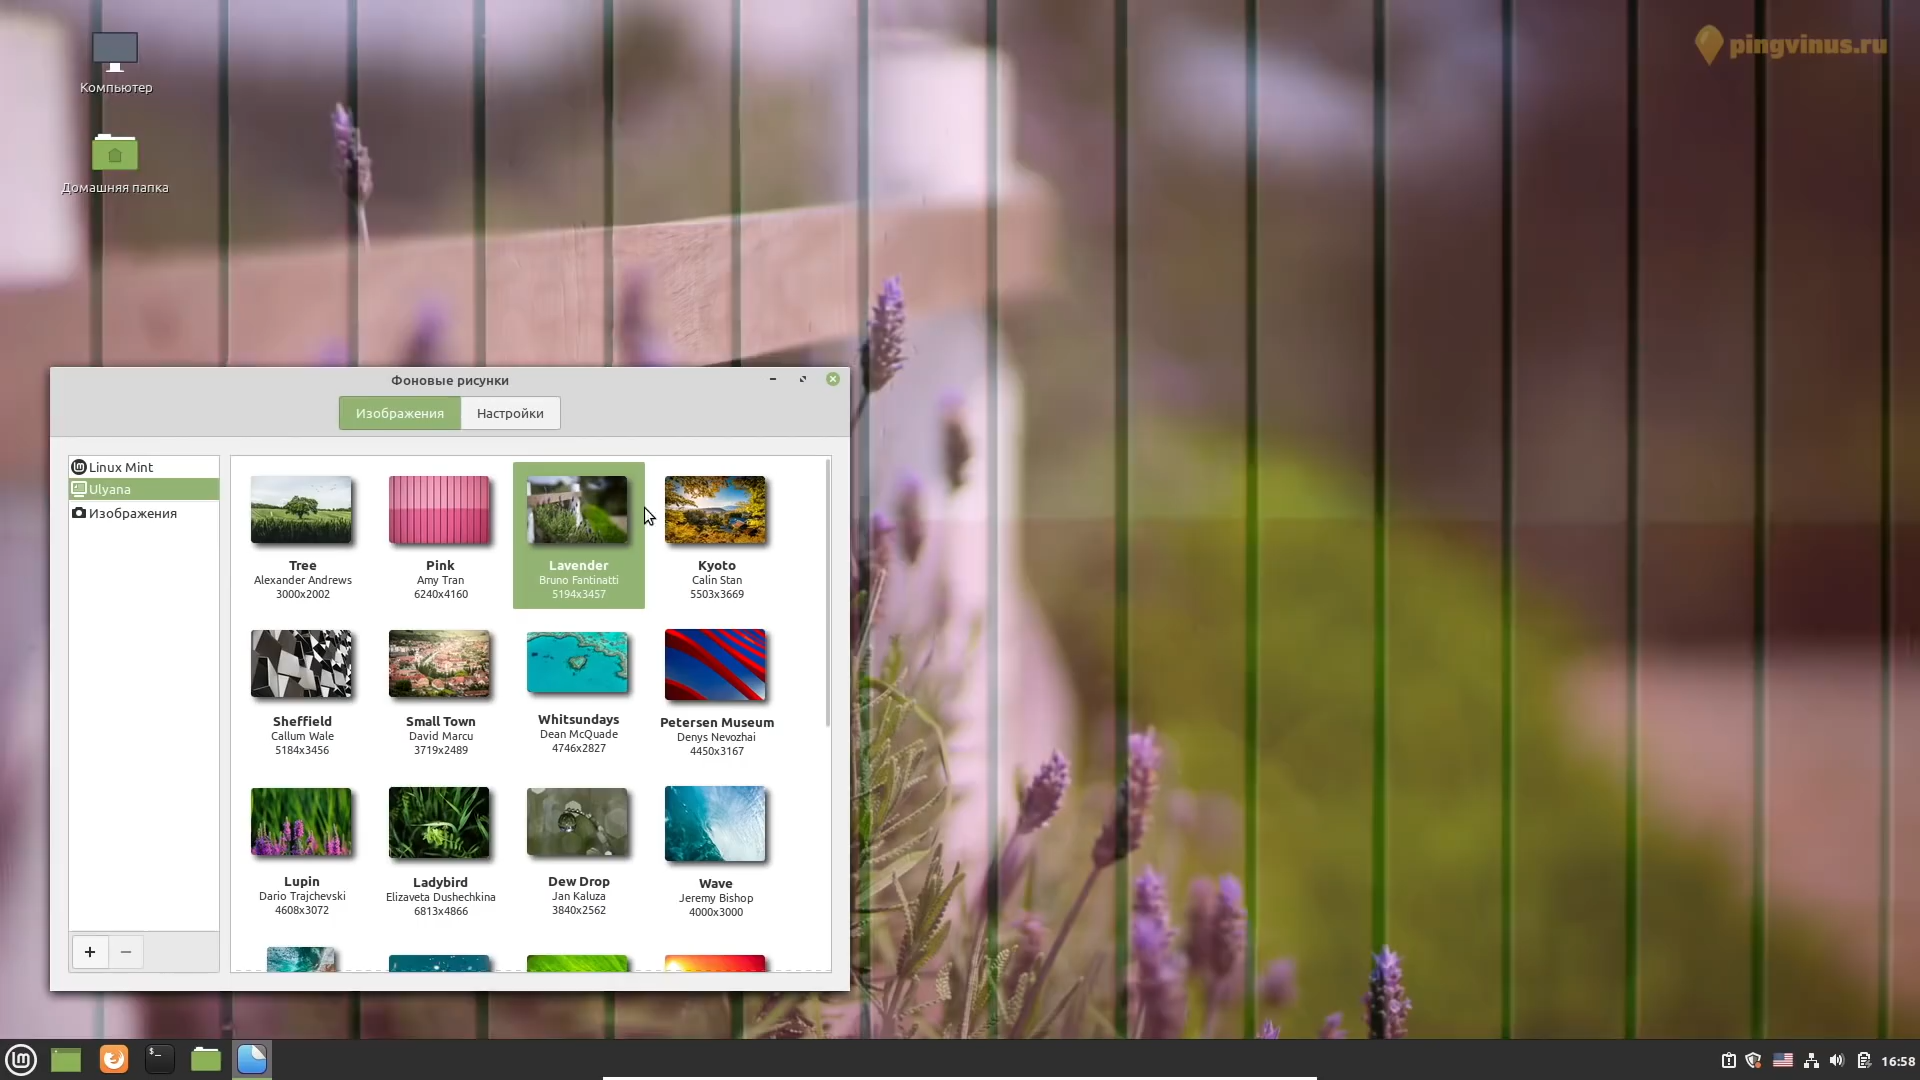 pingvinus.ru
Компьютер
Домашняя папка
Фоновые рисунки
Изображения
Настройки
Linux Mint
Ulyana
Изображения
Tree
Alexander Andrews
3000x2002
Pink
Amy Tran
6240x4160
Lavender
Bruno Fantinatti
5194x3457
Kyoto
Calin Stan
5503x3669
Sheffield
Callum Wale
5184x3456
Small Town
David Marcu
3719x2489
Whitsundays
Dean McQuade
4746x2827
Petersen Museum
Denys Nevozhai
4450x3167
Lupin
Dario Trajchevski
4608x3072
Ladybird
Elizaveta Dushechkina
6813x4866
Dew Drop
Jan Kaluza
3840x2562
Wave
Jeremy Bishop
4000x3000
16:58